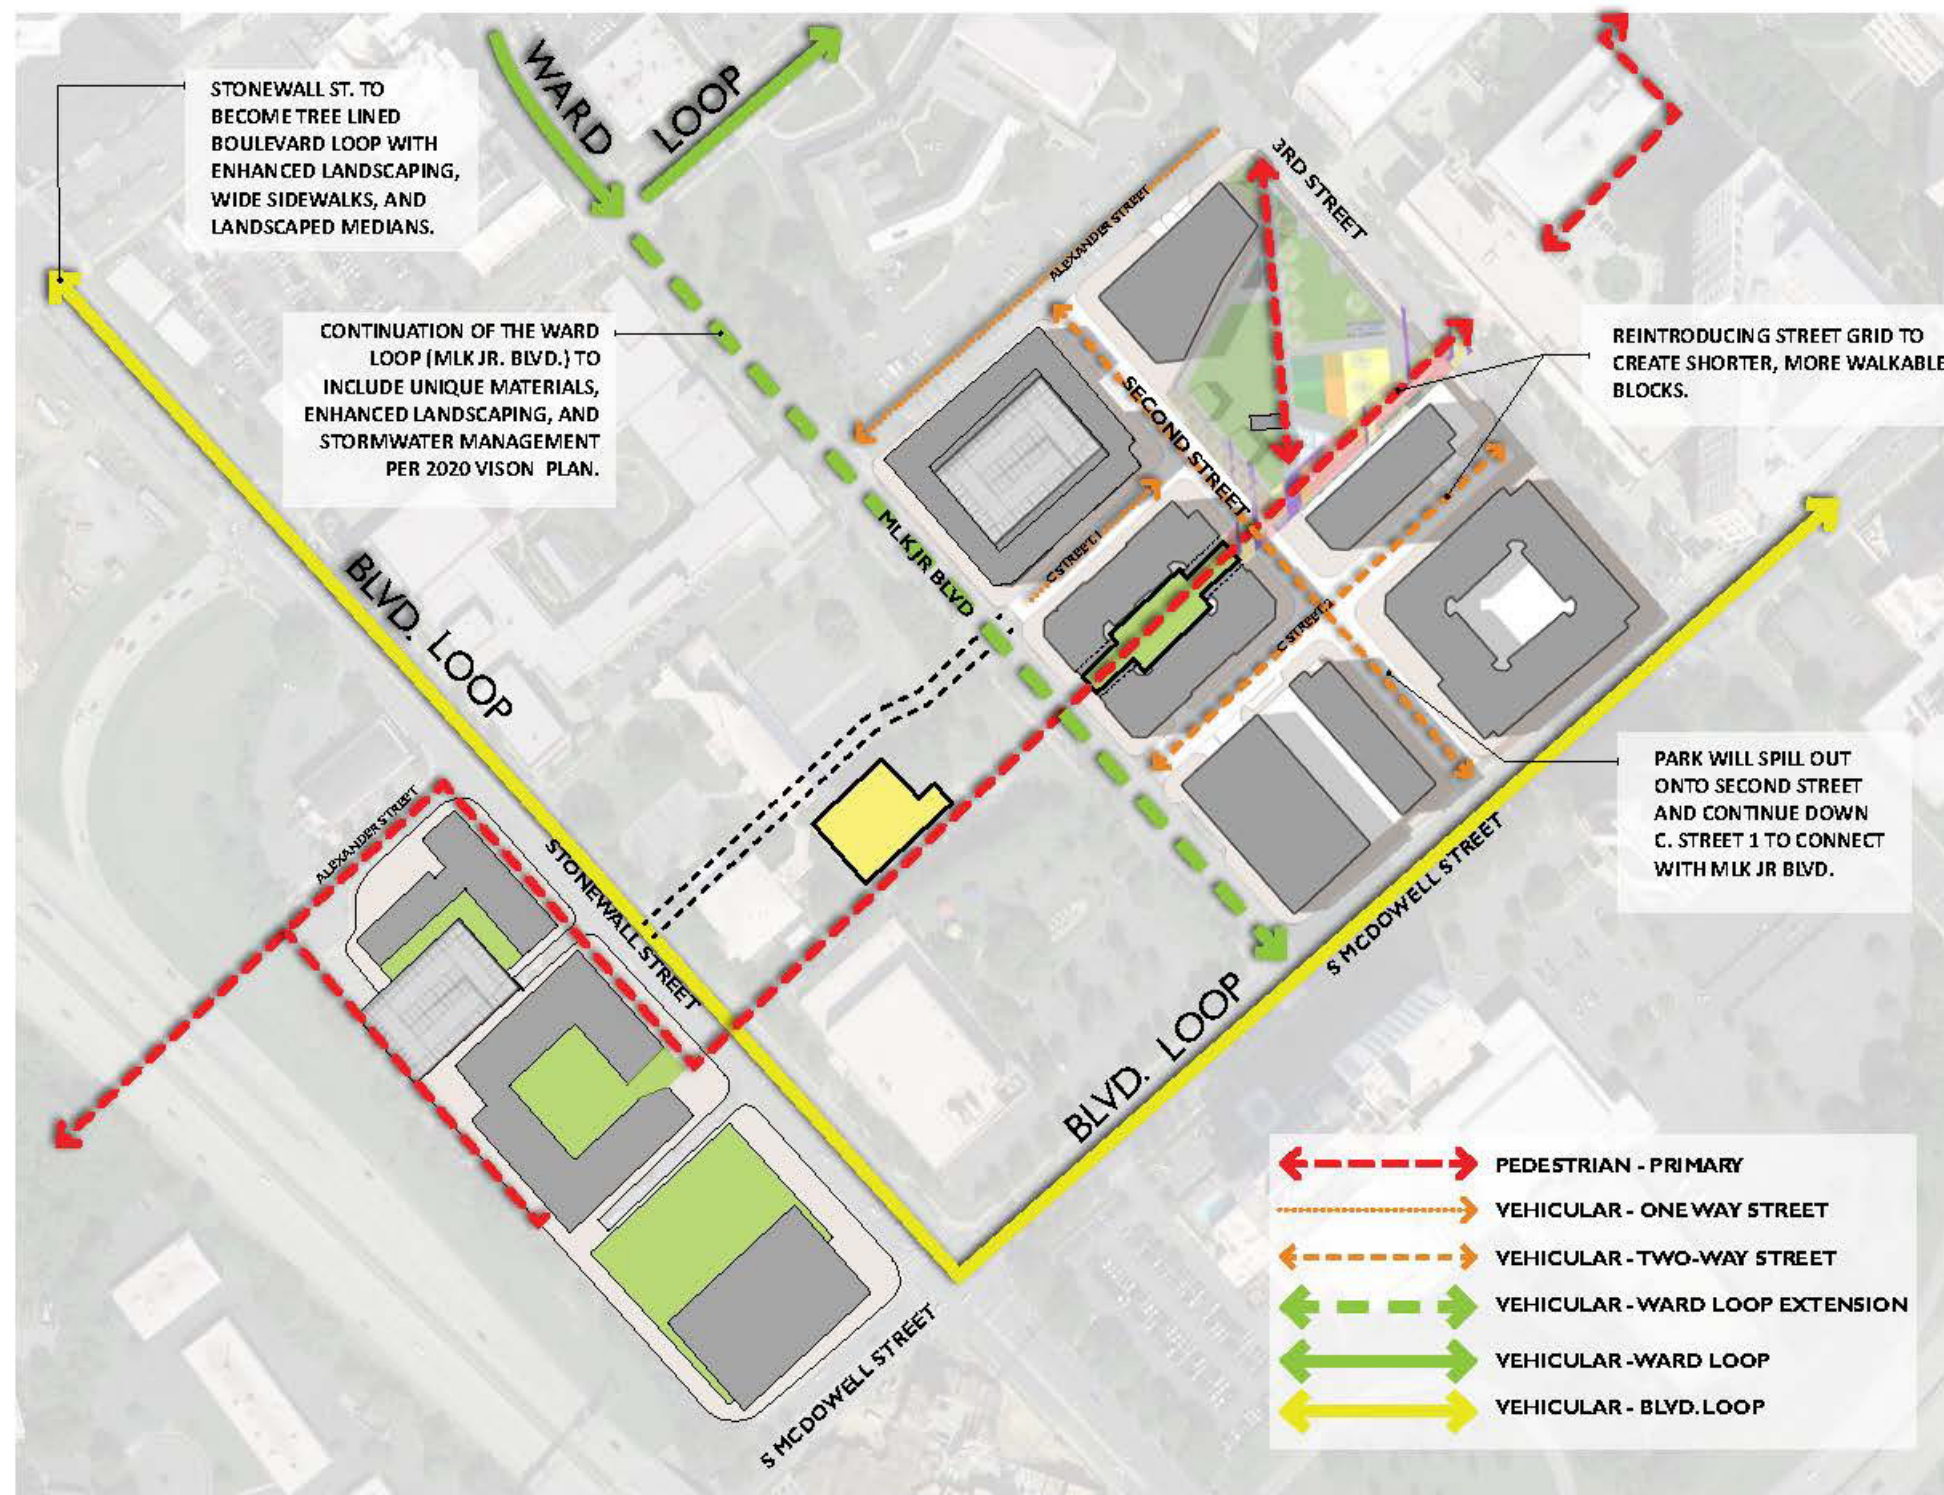 WARD
LOOP
STONEWALL ST. TO
BECOME TREE LINED
BOULEVARD LOOP WITH
ENHANCED LANDSCAPING,
WIDE SIDEWALKS, AND
LANDSCAPED MEDIANS.
3RD STREET
ALEXANDER STREET
CONTINUATION OF THE WARD
LOOP (MLK JR. BLVD.) TO
INCLUDE UNIQUE MATERIALS,
ENHANCED LANDSCAPING, AND
STORMWATER MANAGEMENT
PER 2020 VISON PLAN.
REINTRODUCING STREET GRID TO
CREATE SHORTER, MORE WALKABLE
BLOCKS.
SECOND STREET
MLK JR BLVD
C STREET 1
C STREET 2
BLVD. LOOP
PARK WILL SPILL OUT
ONTO SECOND STREET
AND CONTINUE DOWN
C. STREET 1 TO CONNECT
WITH MLK JR BLVD.
ALEXANDER STREET
STONEWALL STREET
S MCDOWELL STREET
BLVD. LOOP
S MCDOWELL STREET
PEDESTRIAN - PRIMARY
VEHICULAR - ONE WAY STREET
VEHICULAR - TWO-WAY STREET
VEHICULAR - WARD LOOP EXTENSION
VEHICULAR - WARD LOOP
VEHICULAR - BLVD. LOOP